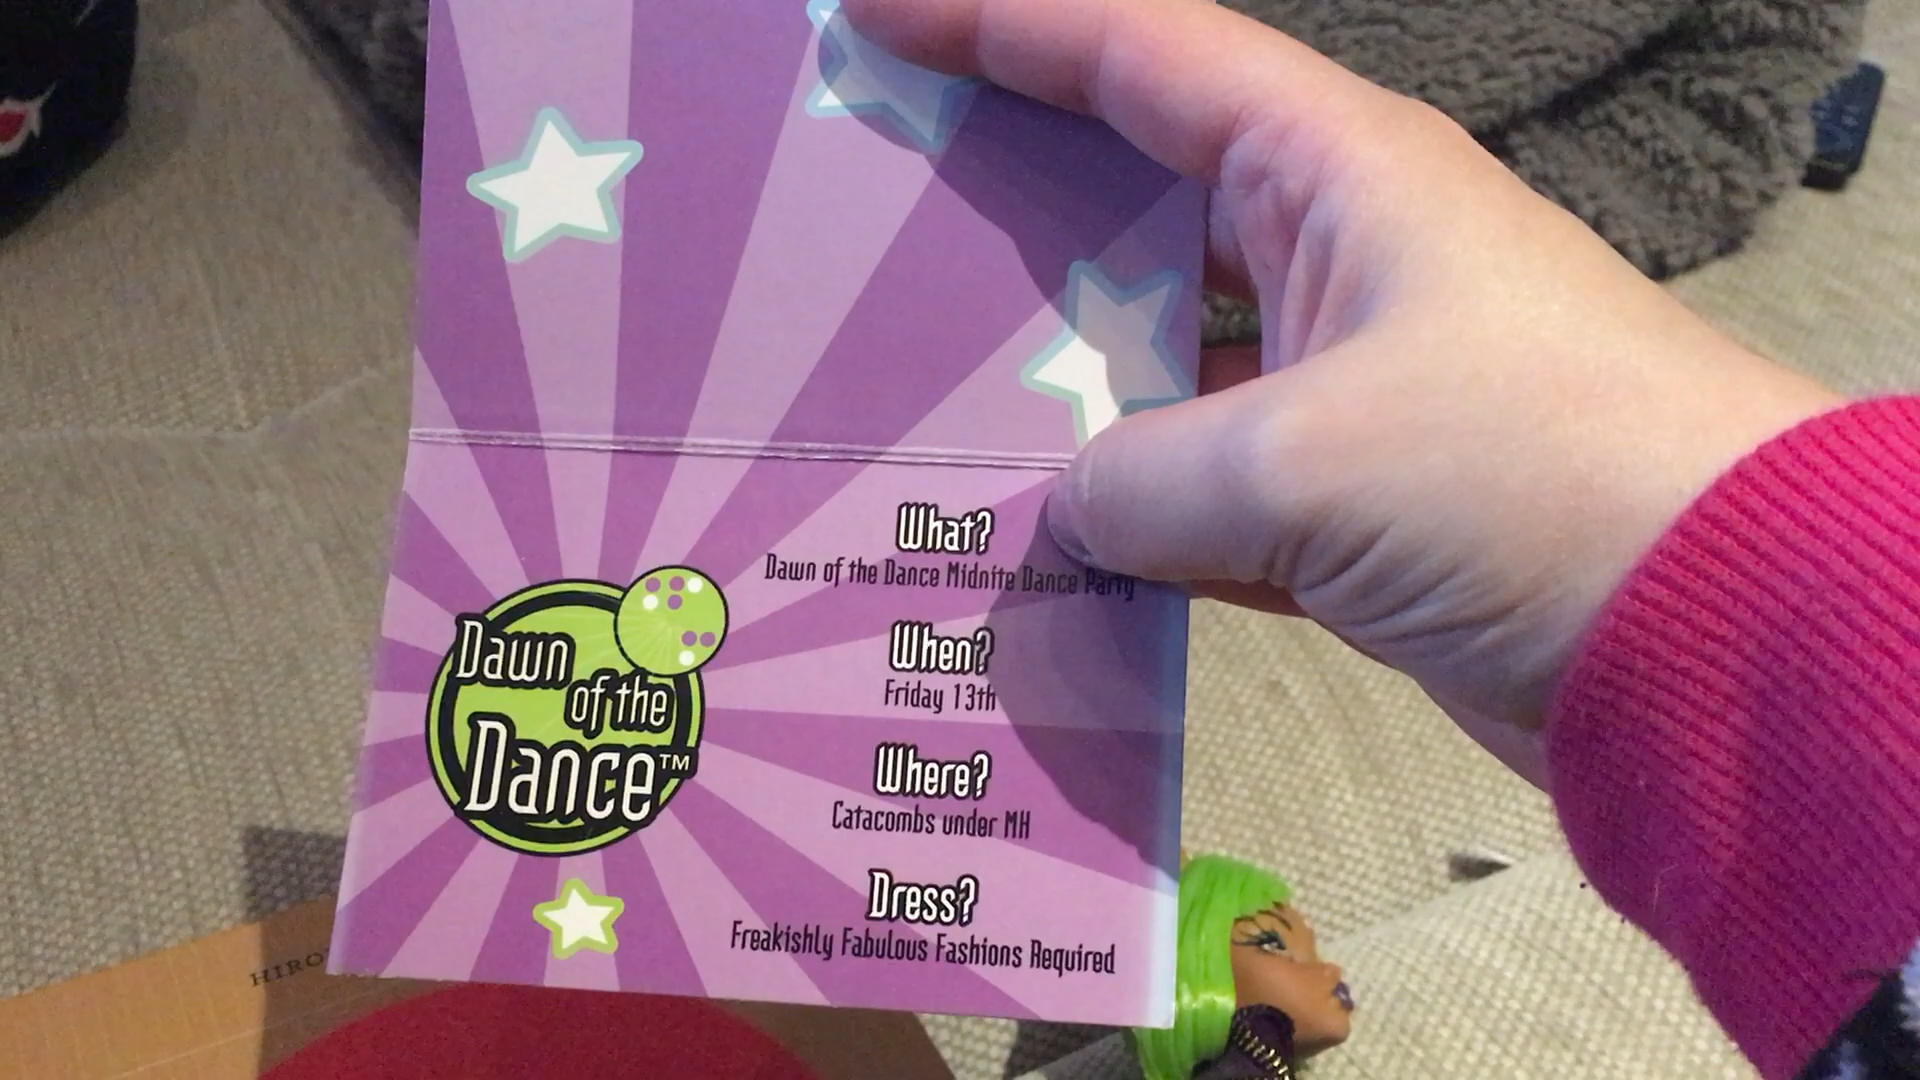 What?
Dawn of the Dance Midnite Dance Party
When?
Friday 13th
Where?
Catacombs under MH
Dress?
Freakishly Fabulous Fashions Required
Dawn
of the
Dance™